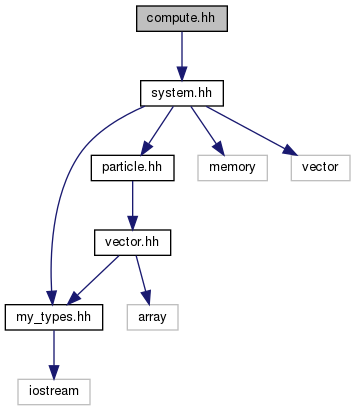 compute.hh
system.hh
particle.hh
memory
vector
vector.hh
my_types.hh
array
iostream